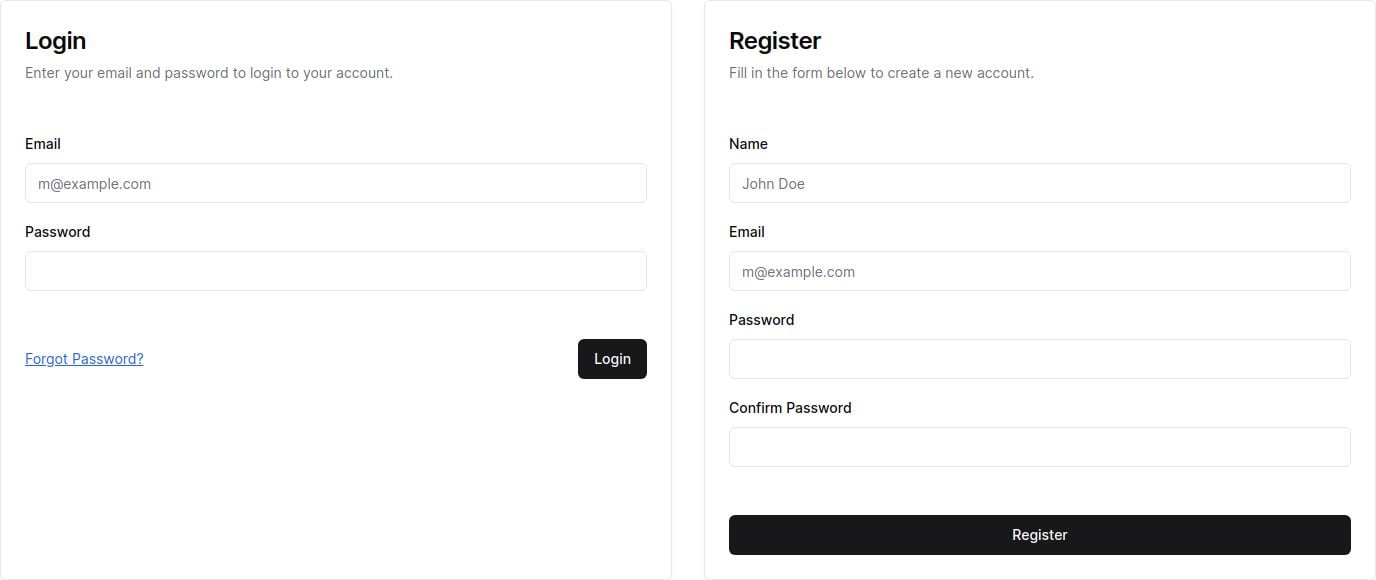 Login
Enter your email and password to login to your account.
Email
m@example.com
Password
Forgot Password?
Login
Register
Fill in the form below to create a new account.
Name
John Doe
Email
m@example.com
Password
Confirm Password
Register